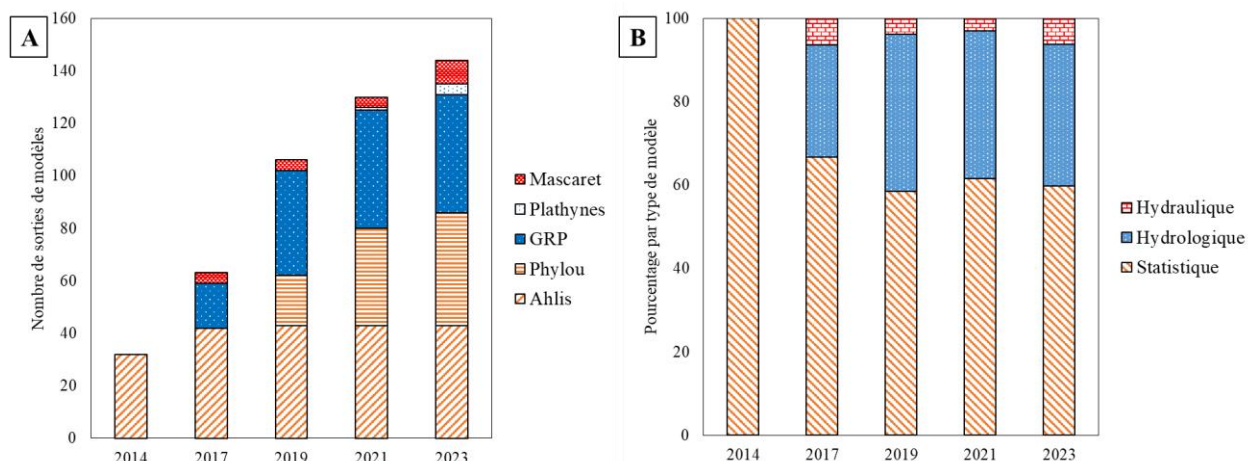 A
Nombre de sorties de modèles
160
140
120
100
80
60
40
20
0
2014 2017 2019 2021 2023
Mascaret
Plathynes
GRP
Phylou
Ahlis
B
Pourcentage par type de modèle
100
80
60
40
20
0
2014 2017 2019 2021 2023
Hydraulique
Hydrologique
Statistique